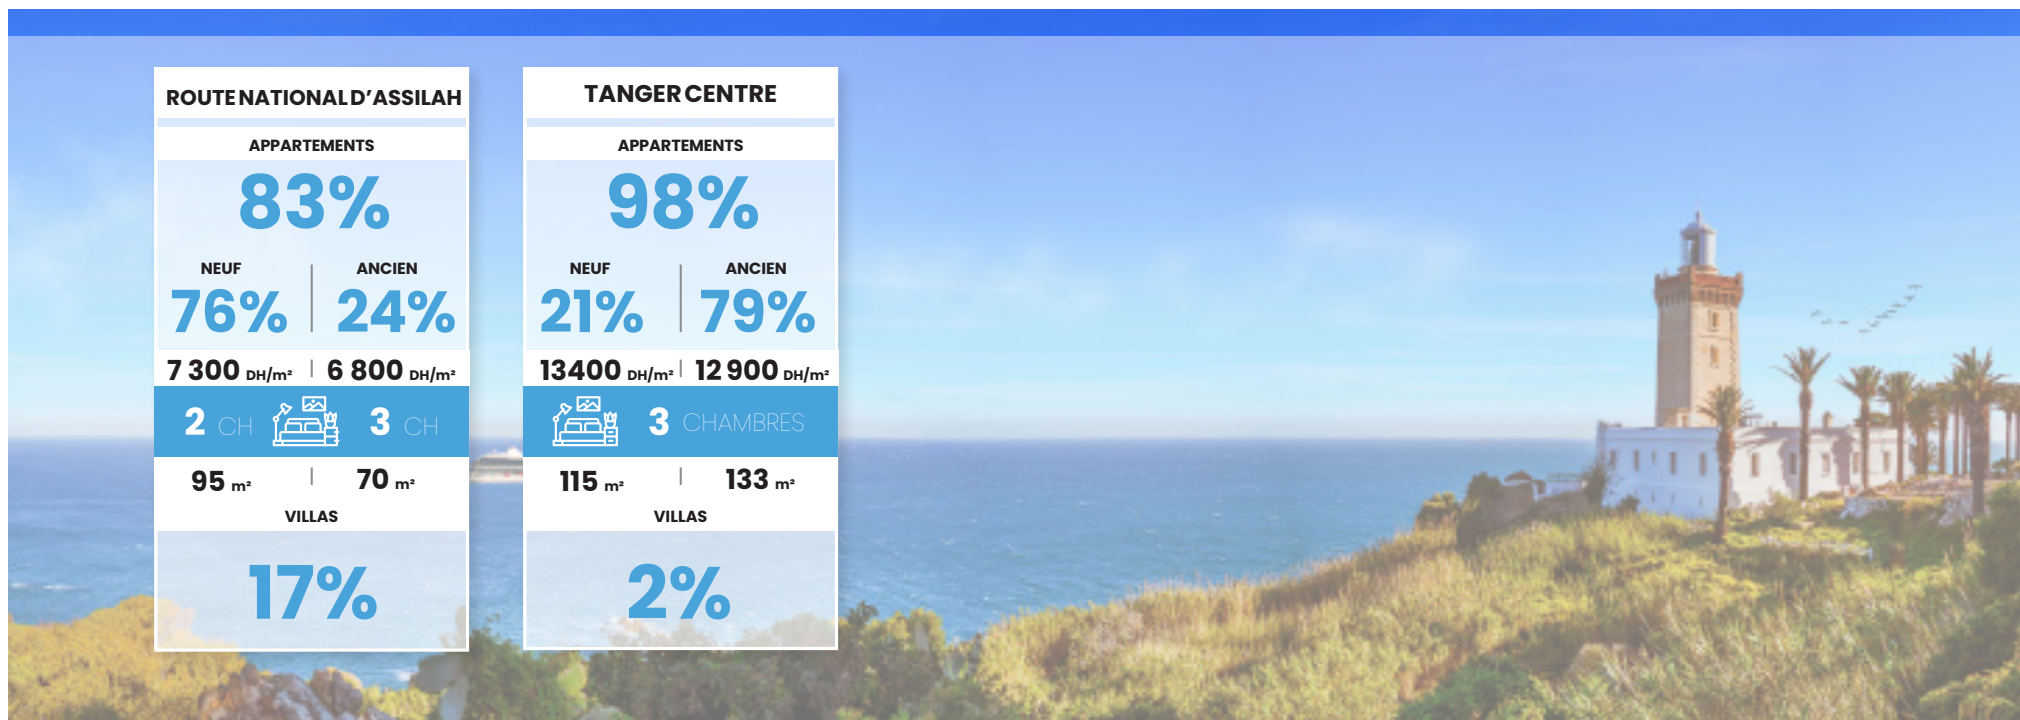 ROUTE NATIONAL D'ASSILAH
APPARTEMENTS
83%
NEUF ANCIEN
76% 24%
7 300 DH/m² 6 800 DH/m²
2 CH 3 CH
95 m² 70 m²
VILLAS
17%
TANGER CENTRE
APPARTEMENTS
98%
NEUF ANCIEN
21% 79%
13400 DH/m² 12 900 DH/m²
3 CHAMBRES
115 m² 133 m²
VILLAS
2%